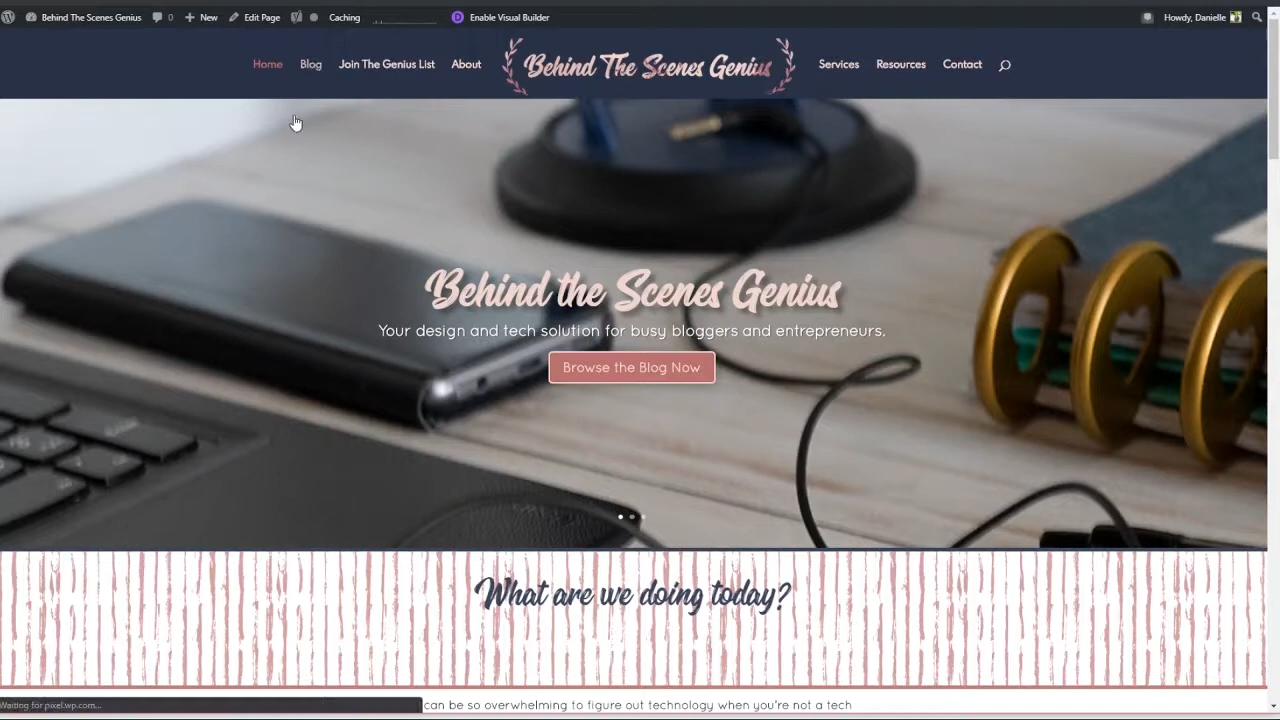 Behind The Scenes Genius 0 New Edit Page Caching Enable Visual Builder Howdy, Danielle
Home Blog Join The Genius List About Behind The Scenes Genius Services Resources Contact
Behind the Scenes Genius
Your design and tech solution for busy bloggers and entrepreneurs.
Browse the Blog Now
What are we doing today?
Waiting for pixel.wp.com...
can be so overwhelming to figure out technology when you're not a tech